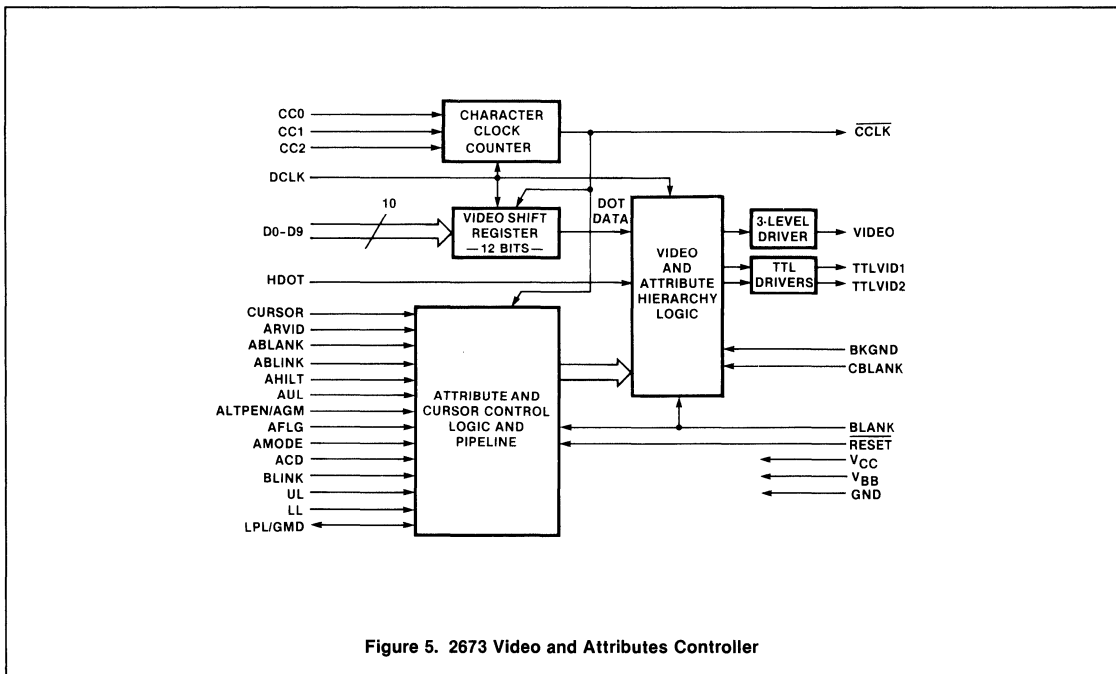 CC0
CC1
CC2
CHARACTER
CLOCK
COUNTER
CCLK
DCLK
10
D0-D9
VIDEO SHIFT
REGISTER
—12 BITS—
DOT
DATA
HDOT
VIDEO
AND
ATTRIBUTE
HIERARCHY
LOGIC
3-LEVEL
DRIVER
VIDEO
TTL
DRIVERS
TTLVID1
TTLVID2
CURSOR
ARVID
ABLANK
ABLINK
AHILT
AUL
ALTPEN/AGM
AFLG
AMODE
ACD
BLINK
UL
LL
LPL/GMD
ATTRIBUTE AND
CURSOR CONTROL
LOGIC AND
PIPELINE
BKGND
CBLANK
BLANK
RESET
VCC
VBB
GND
Figure 5. 2673 Video and Attributes Controller